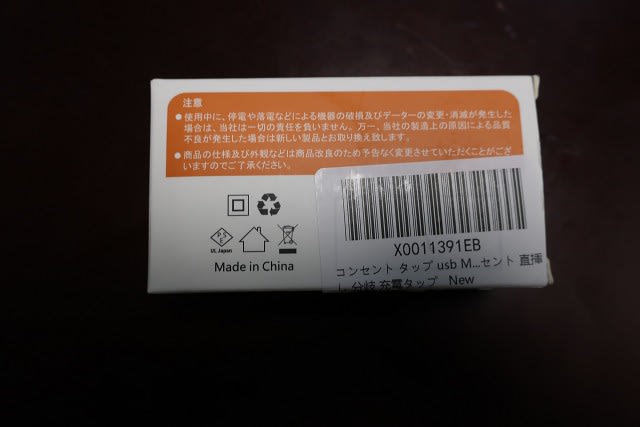 注意
●使用中に、停電や落電などによる機器の破損及びデーターの変更・消滅が発生した
場合は、当社は一切の責任を負いません。万一、当社の製造上の原因による品質
不良が発生した場合は新しい製品とお取り換え致します。
●商品の仕様及び外観などは商品改良のため予告なく変更させていただくことがござ
いますのでご了承ください。
PSE
UL Japan
Made in China
X0011391EB
コンセント タップ usb M...セント 直挿
し 分岐 充電タップ New